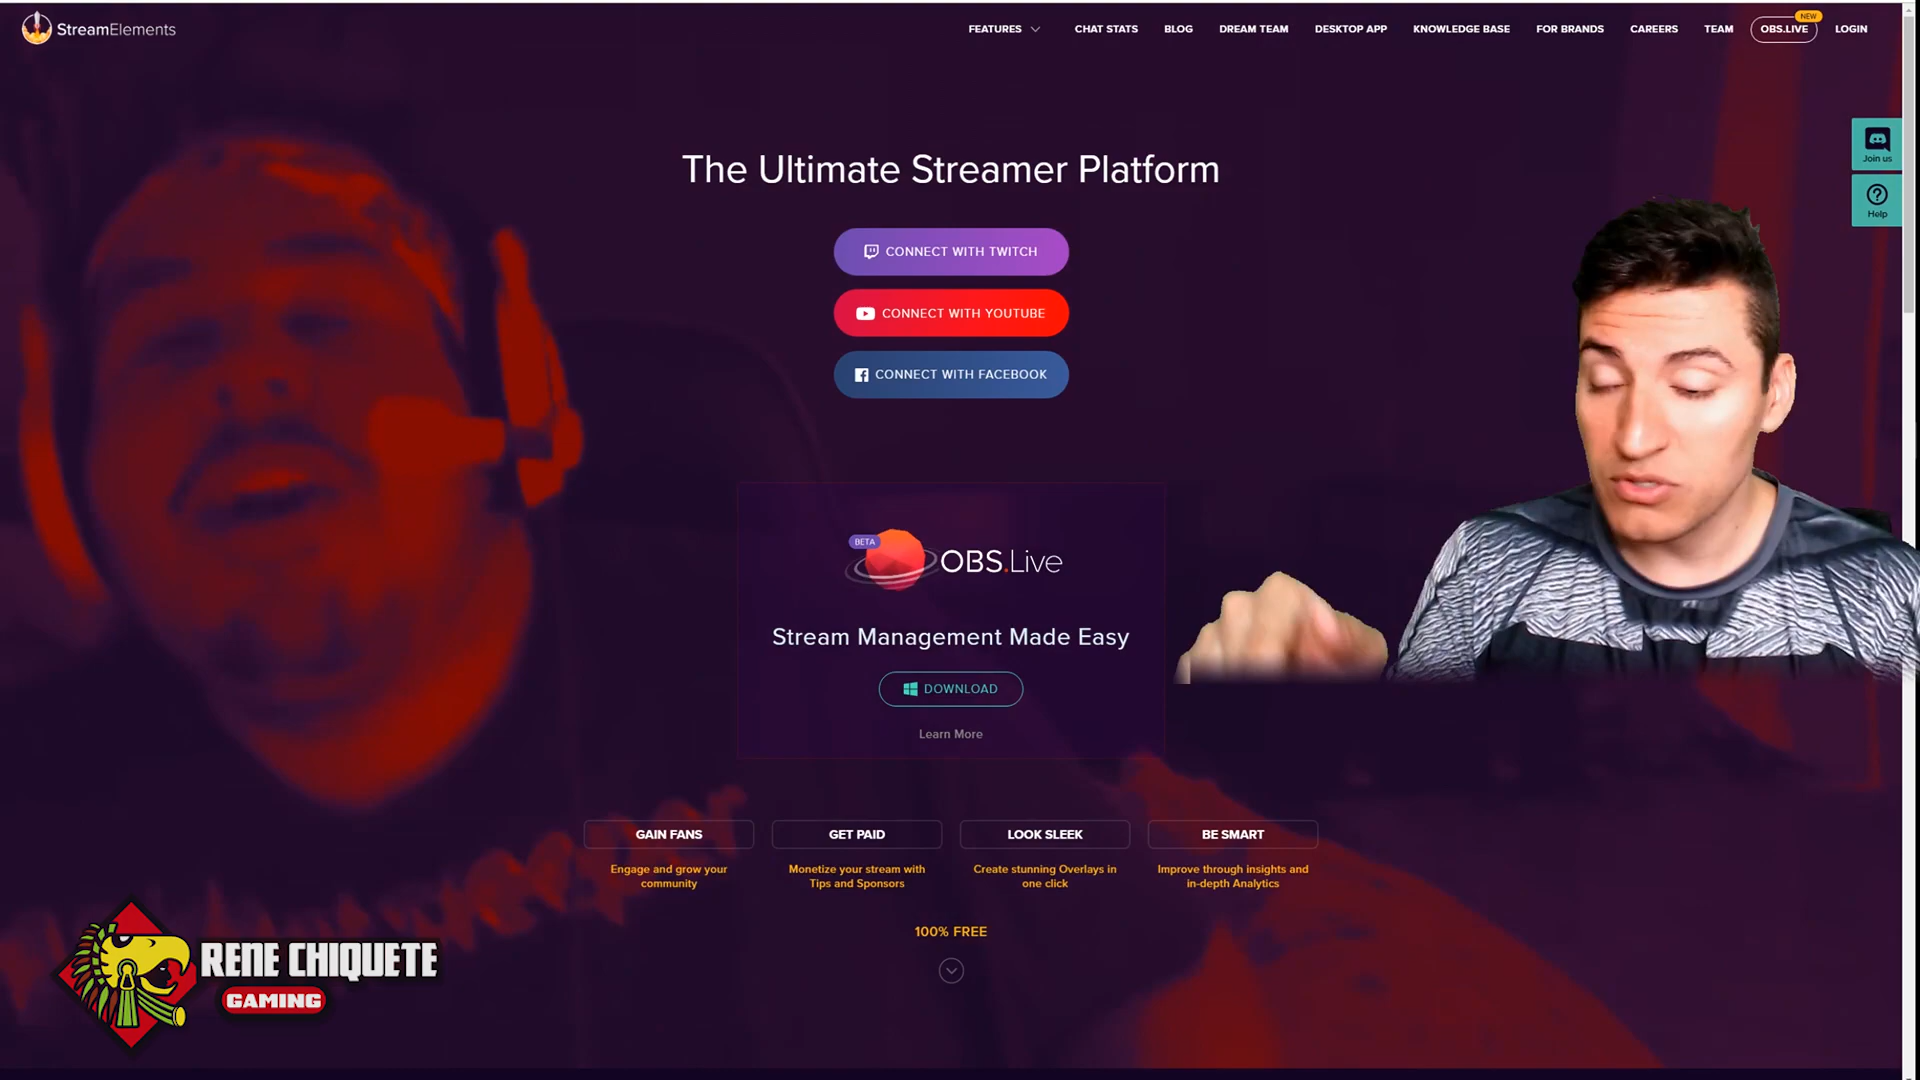 StreamElements
FEATURES
CHAT STATS
BLOG
DREAM TEAM
DESKTOP APP
KNOWLEDGE BASE
FOR BRANDS
CAREERS
TEAM
NEW
OBS.LIVE
LOGIN
Join us
Help
The Ultimate Streamer Platform
CONNECT WITH TWITCH
CONNECT WITH YOUTUBE
CONNECT WITH FACEBOOK
BETA
OBS.Live
Stream Management Made Easy
DOWNLOAD
Learn More
GAIN FANS
Engage and grow your
community
GET PAID
Monetize your stream with
Tips and Sponsors
LOOK SLEEK
Create stunning Overlays in
one click
BE SMART
Improve through insights and
in-depth Analytics
100% FREE
RENE CHIQUETE
GAMING